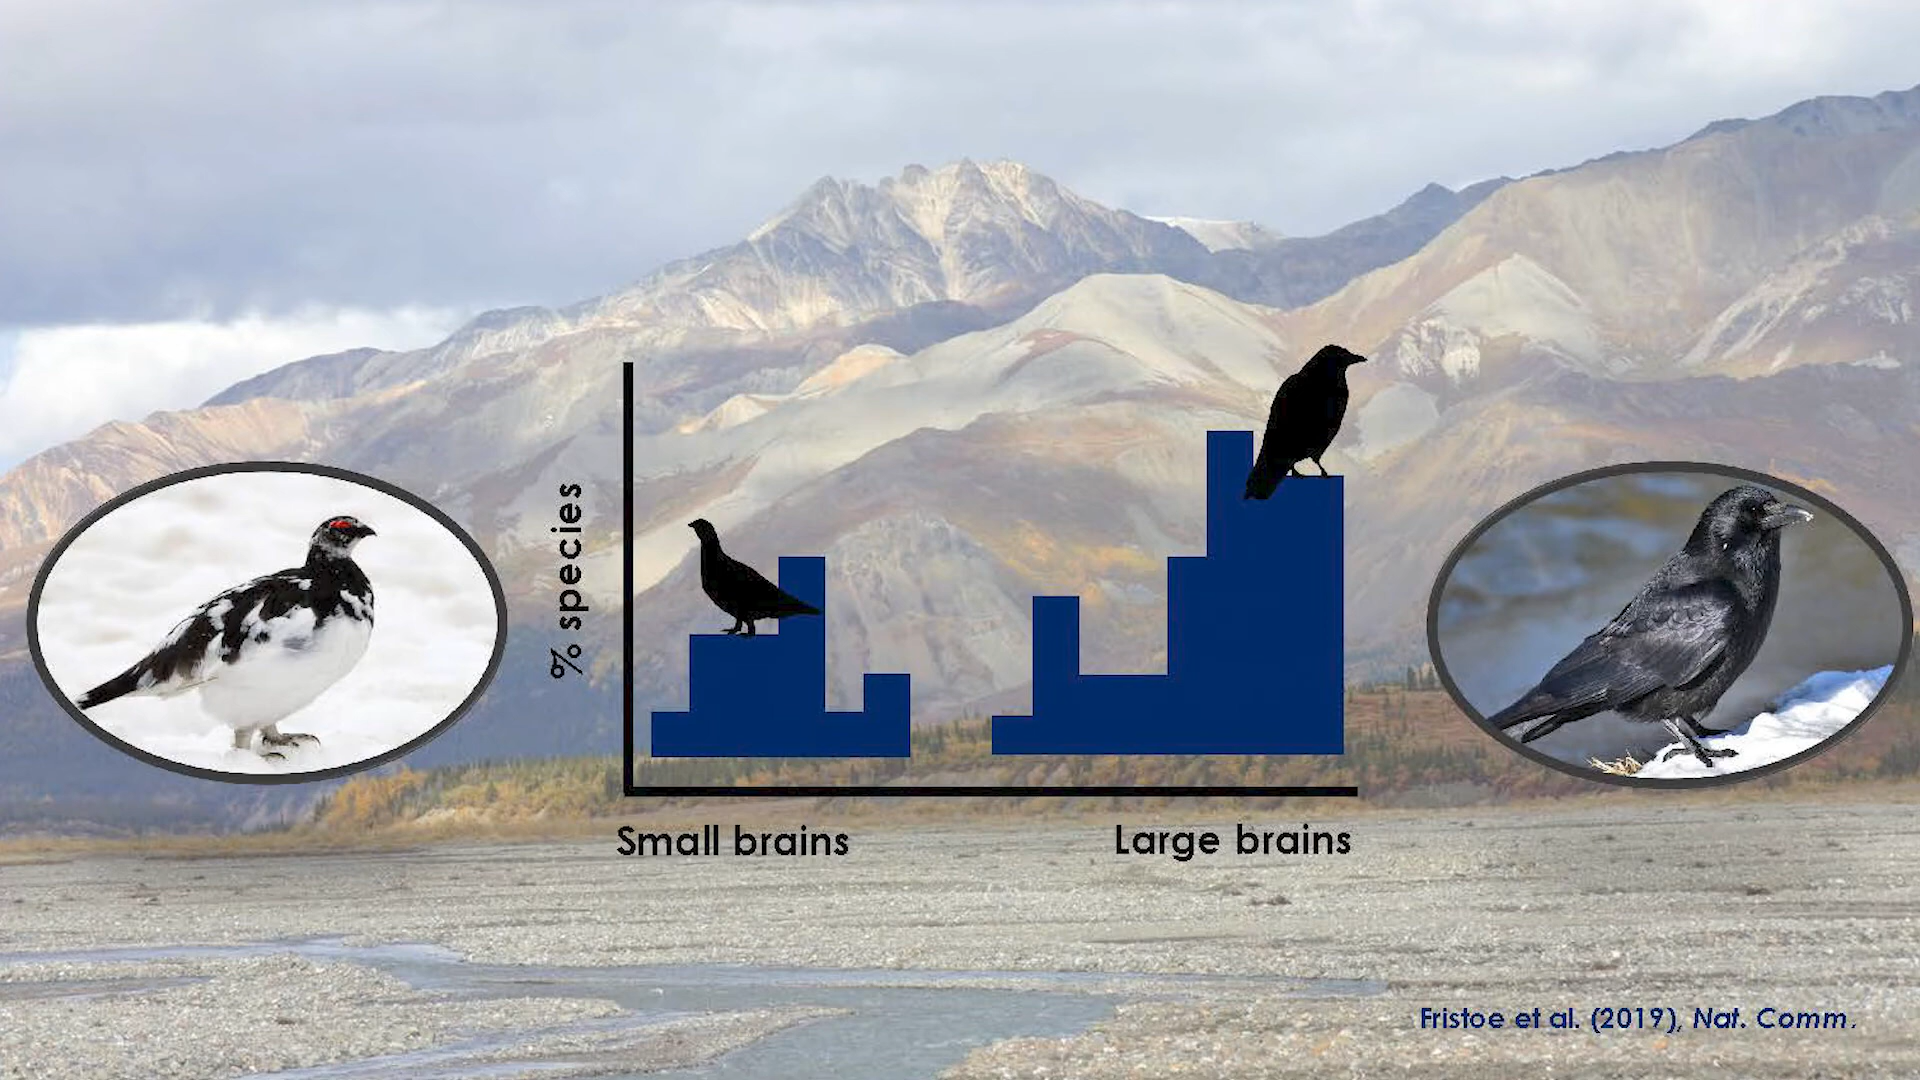 % species
Small brains
Large brains
Fristoe et al. (2019), Nat. Comm.